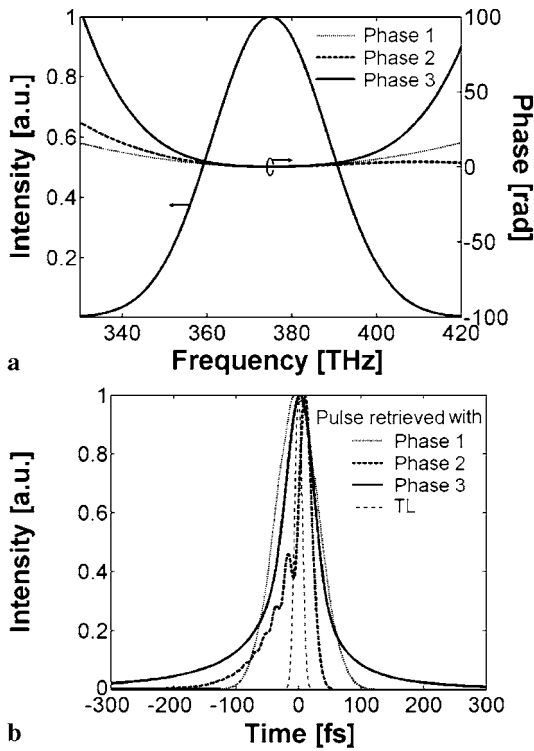 1
0.8
0.6
0.4
0.2
Intensity [a.u.]
100
50
0
-50
-100
Phase [rad]
Phase 1
Phase 2
Phase 3
340
360
380
400
420
Frequency [THz]
a
1
0.8
0.6
0.4
0.2
0
Intensity [a.u.]
Pulse retrieved with
Phase 1
Phase 2
Phase 3
TL
-300
-200
-100
0
100
200
300
Time [fs]
b